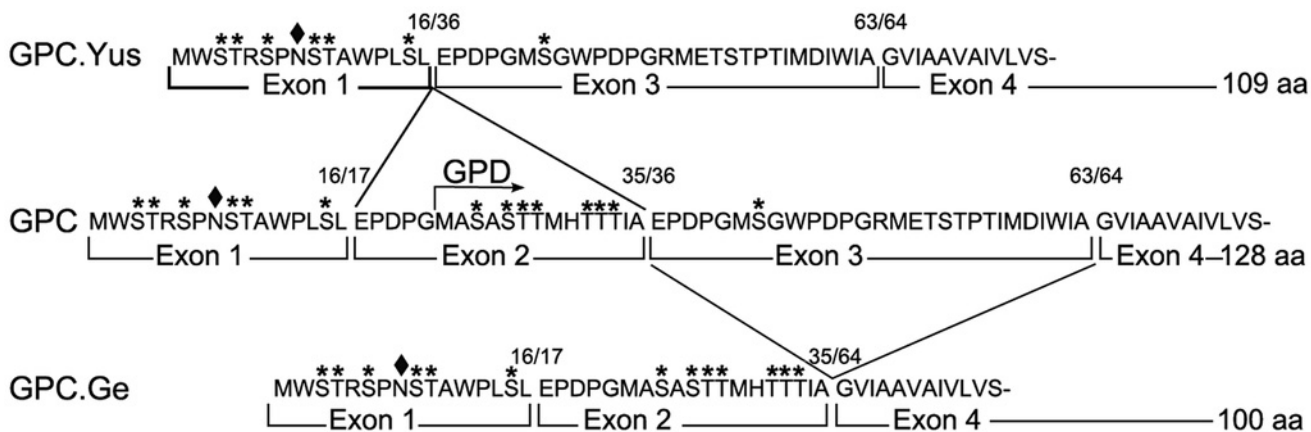 ** * ♦** * 16/36 * 63/64
GPC.Yus MWSTRSPNSTAWPLSL EPDPGMSGWPDPGRMETSTPTIMDIWIA GVIAAVAIVLVS-
Exon 1 Exon 3 Exon 4 109 aa
16/17 GPD 35/36 63/64
** * ♦** * * *** *** *
GPC MWSTRSPNSTAWPLSL EPDPGMASASTTMHTTTIA EPDPGMSGWPDPGRMETSTPTIMDIWIA GVIAAVAIVLVS-
Exon 1 Exon 2 Exon 3 Exon 4 128 aa
16/17 35/64
** * ♦** * * *** ***
GPC.Ge MWSTRSPNSTAWPLSL EPDPGMASASTTMHTTTIA GVIAAVAIVLVS-
Exon 1 Exon 2 Exon 4 100 aa